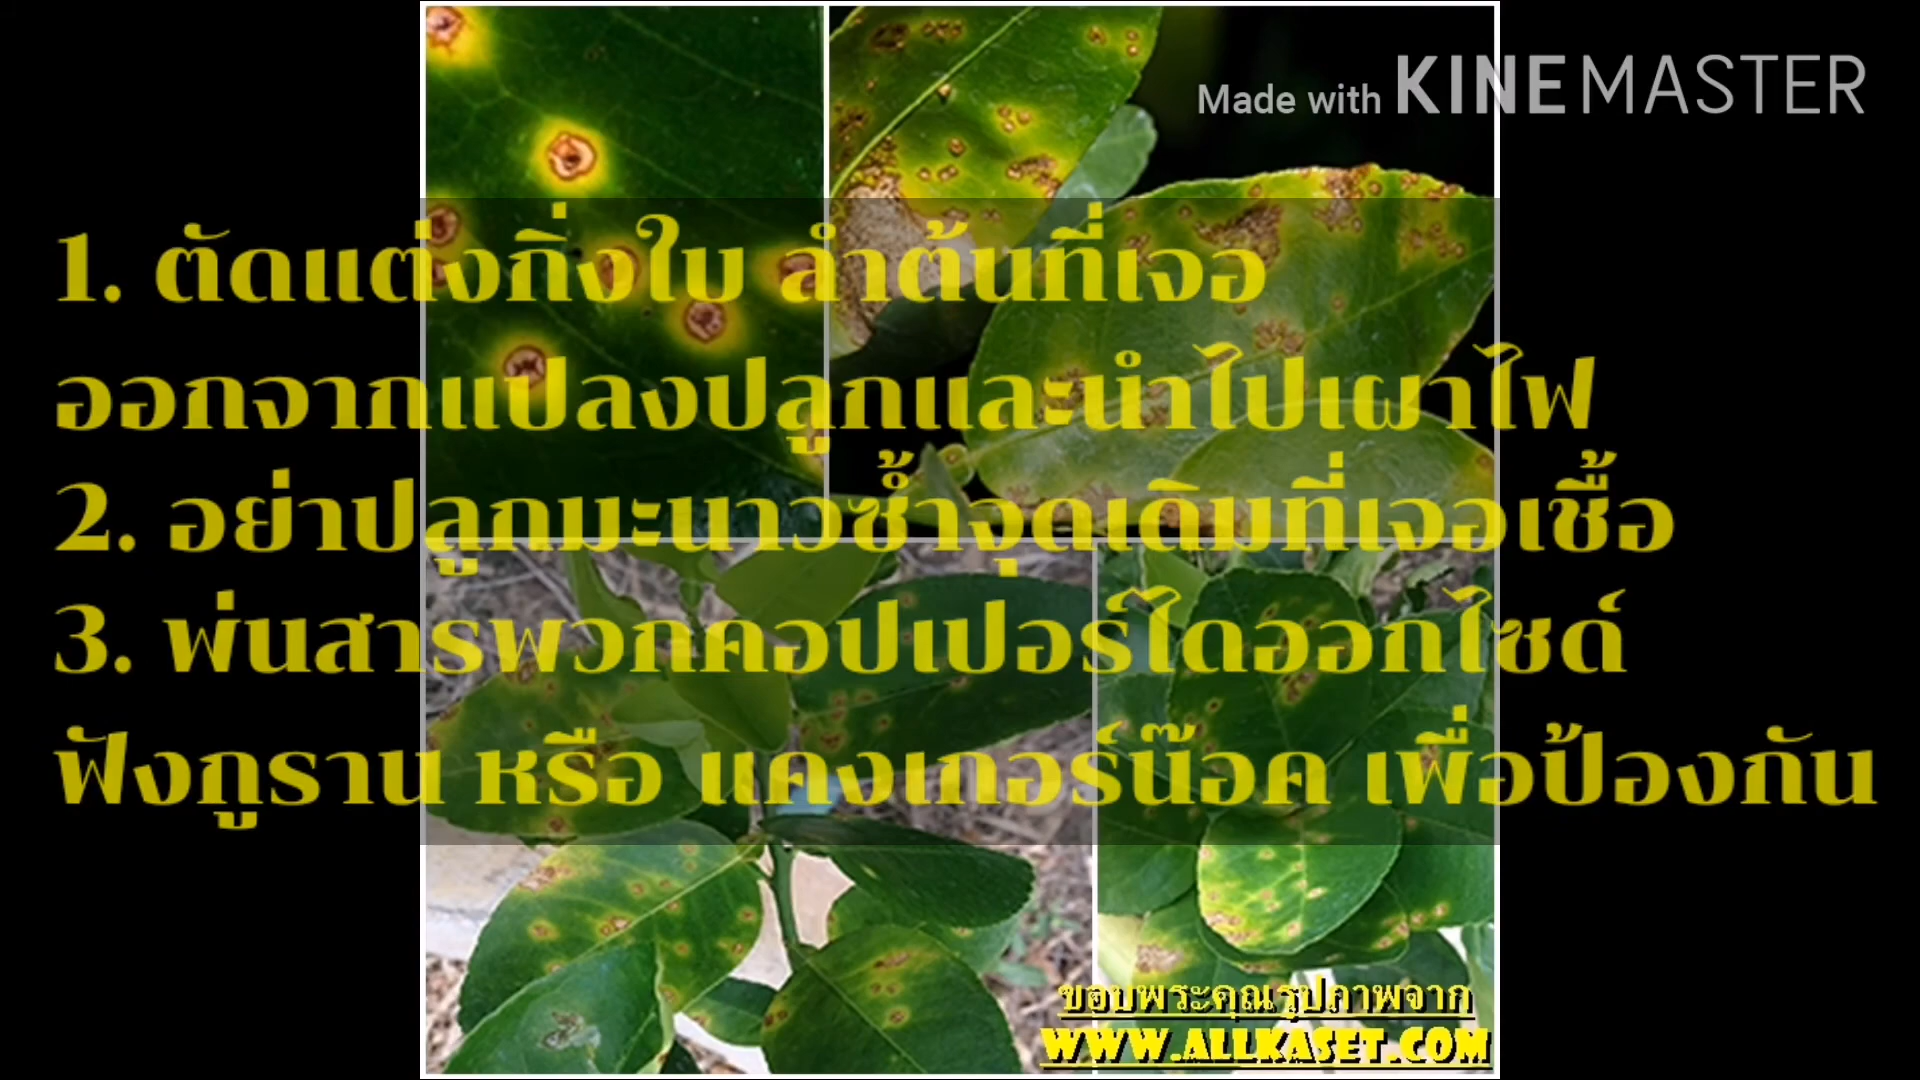 Made with KINEMASTER
1. ตัดแต่งกิ่งใบ ลำต้นที่เจอ
ออกจากแปลงปลูกและนำไปเผาไฟ
2. อย่าปลูกมะนาวซ้ำจุดเดิมที่เจอเชื้อ
3. พ่นสารพวกคอปเปอร์ไดออกไซด์
ฟังกูราน หรือ แคงเกอร์น๊อค เพื่อป้องกัน
ขอบพระคุณรูปภาพจาก
WWW.ALLKASET.COM